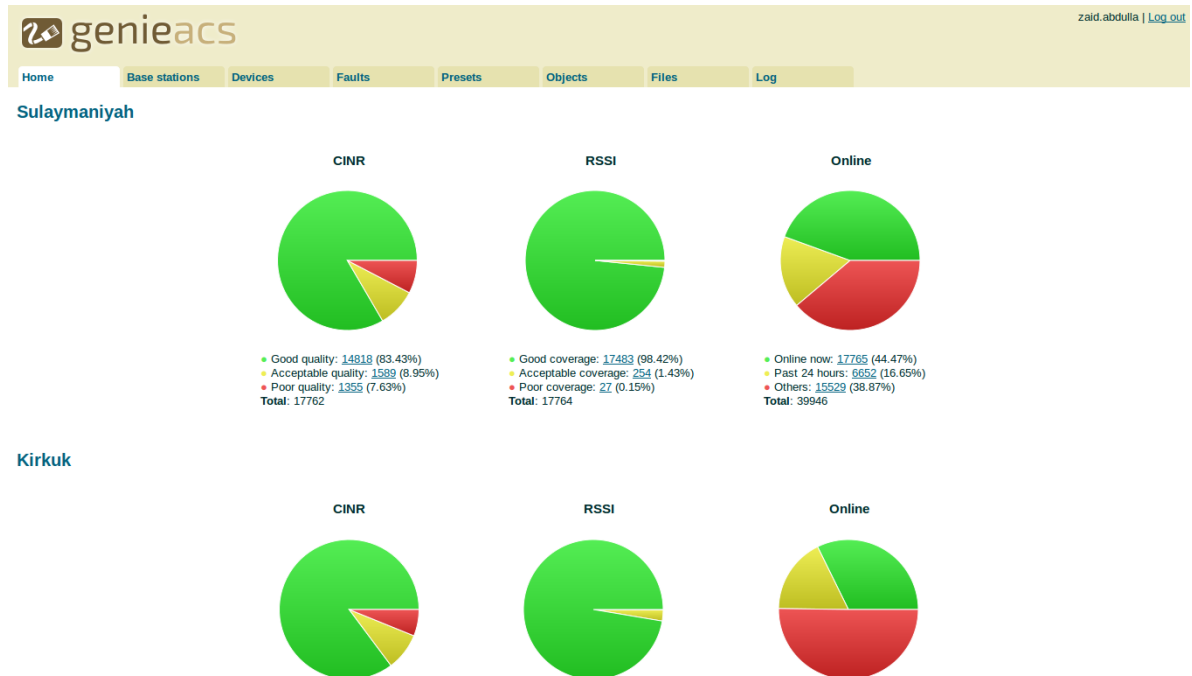 genieacs
zaid.abdulla | Log out
Home Base stations Devices Faults Presets Objects Files Log
Sulaymaniyah
CINR RSSI Online
● Good quality: 14818 (83.43%)
● Acceptable quality: 1589 (8.95%)
● Poor quality: 1355 (7.63%)
Total: 17762
● Good coverage: 17483 (98.42%)
● Acceptable coverage: 254 (1.43%)
● Poor coverage: 27 (0.15%)
Total: 17764
● Online now: 17765 (44.47%)
● Past 24 hours: 6652 (16.65%)
● Others: 15529 (38.87%)
Total: 39946
Kirkuk
CINR RSSI Online